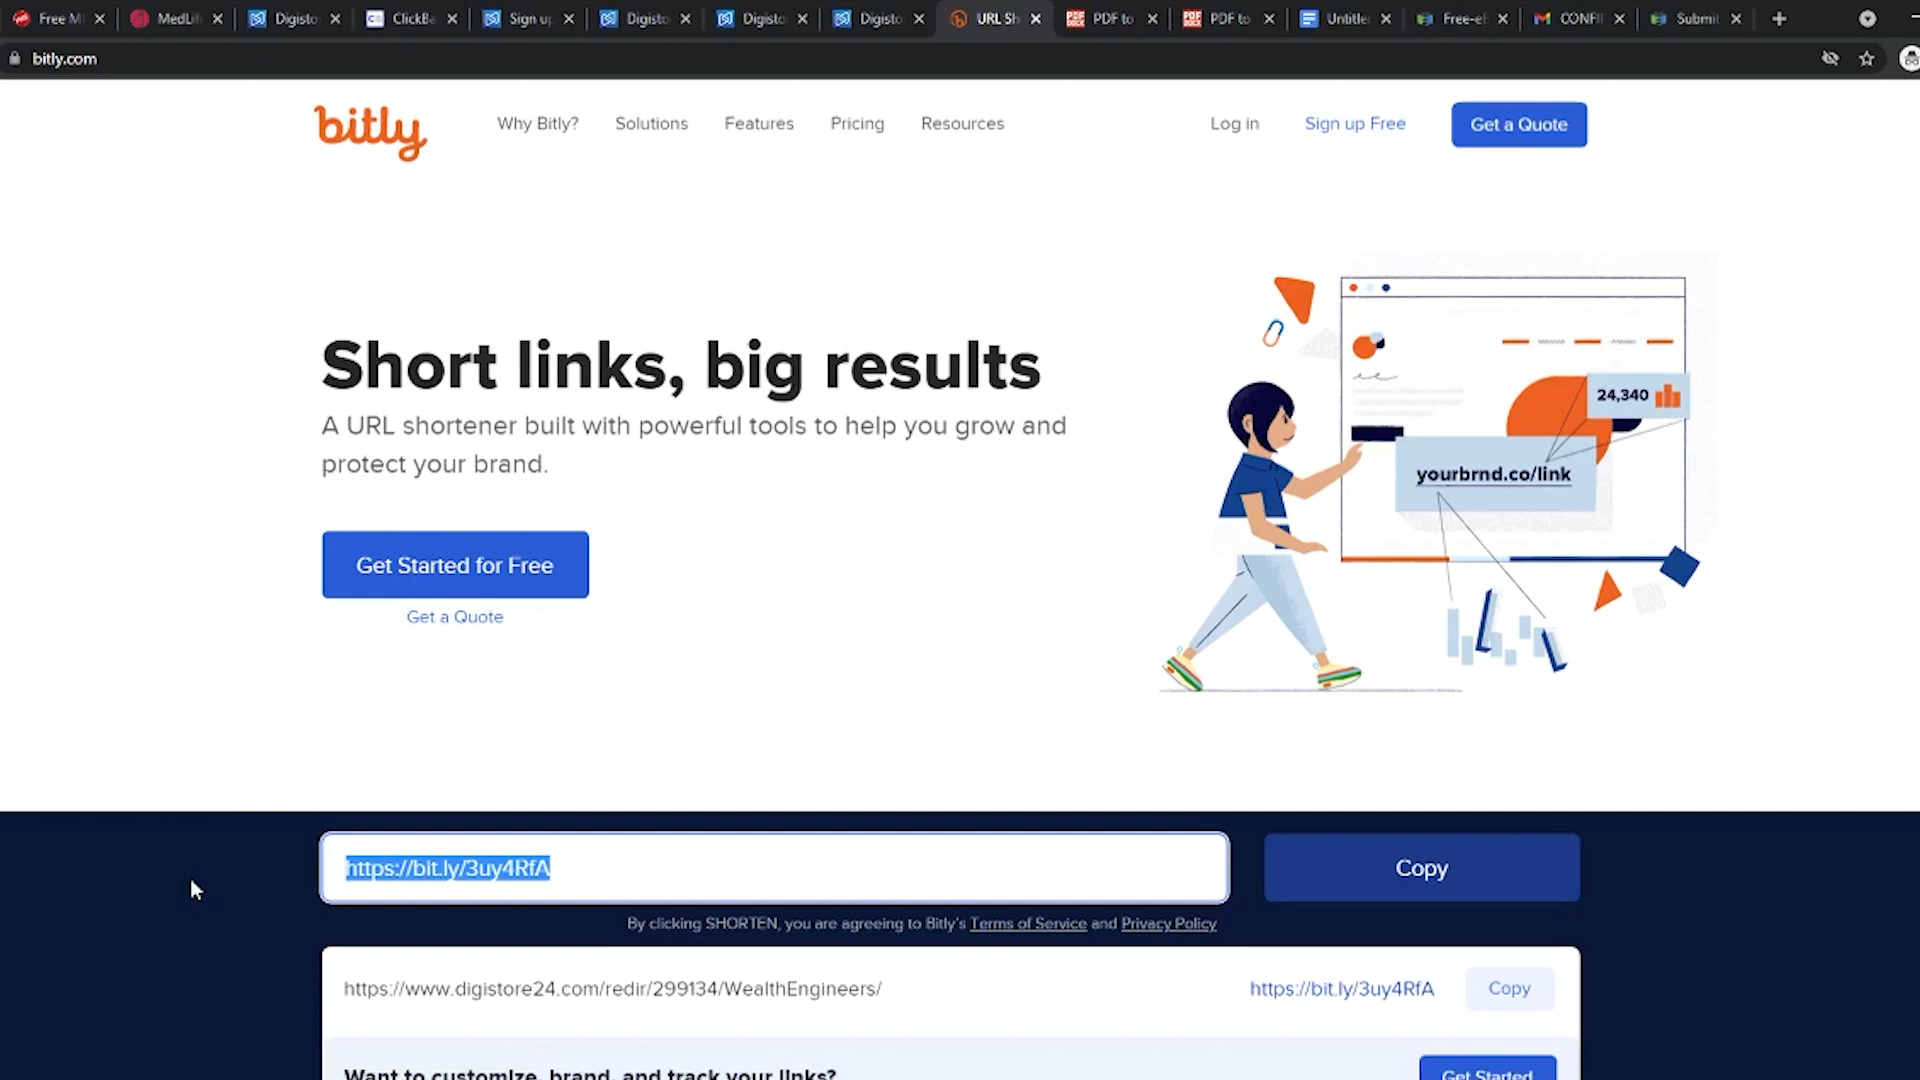 Free M
MedLif
Digisto
ClickBa
Sign up
Digisto
Digisto
Digisto
URL Sh
PDF to
PDF to
Untitle
Free-eB
CONFI
Submit
bitly.com
bitly
Why Bitly?
Solutions
Features
Pricing
Resources
Log in
Sign up Free
Get a Quote
Short links, big results
A URL shortener built with powerful tools to help you grow and
protect your brand.
Get Started for Free
Get a Quote
24,340
yourbrnd.co/link
https://bit.ly/3uy4RfA
Copy
By clicking SHORTEN, you are agreeing to Bitly's Terms of Service and Privacy Policy
https://www.digistore24.com/redir/299134/WealthEngineers/
https://bit.ly/3uy4RfA
Copy
Want to customize, brand, and track your links?
Get Started